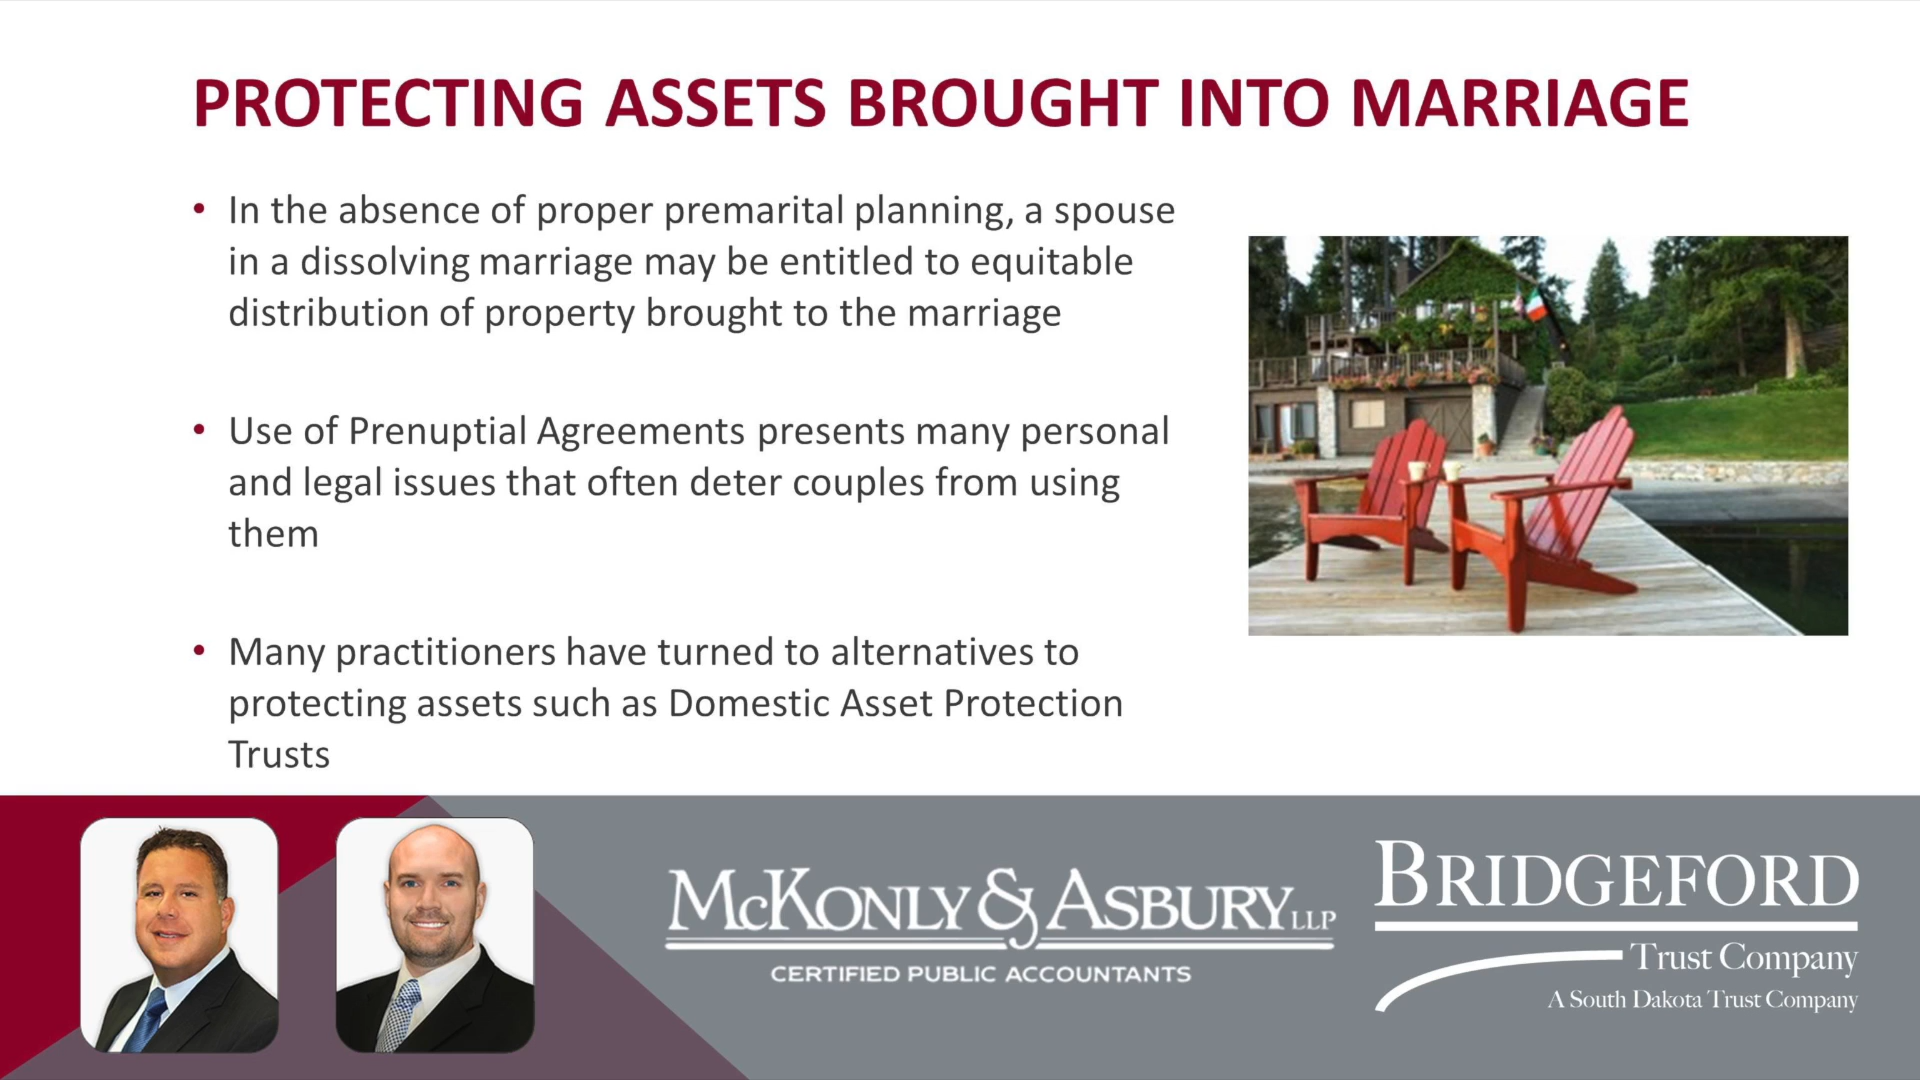 PROTECTING ASSETS BROUGHT INTO MARRIAGE
• In the absence of proper premarital planning, a spouse
in a dissolving marriage may be entitled to equitable
distribution of property brought to the marriage
• Use of Prenuptial Agreements presents many personal
and legal issues that often deter couples from using
them
• Many practitioners have turned to alternatives to
protecting assets such as Domestic Asset Protection
Trusts
McKonly & Asbury LLP
CERTIFIED PUBLIC ACCOUNTANTS
BRIDGEFORD
Trust Company
A South Dakota Trust Company